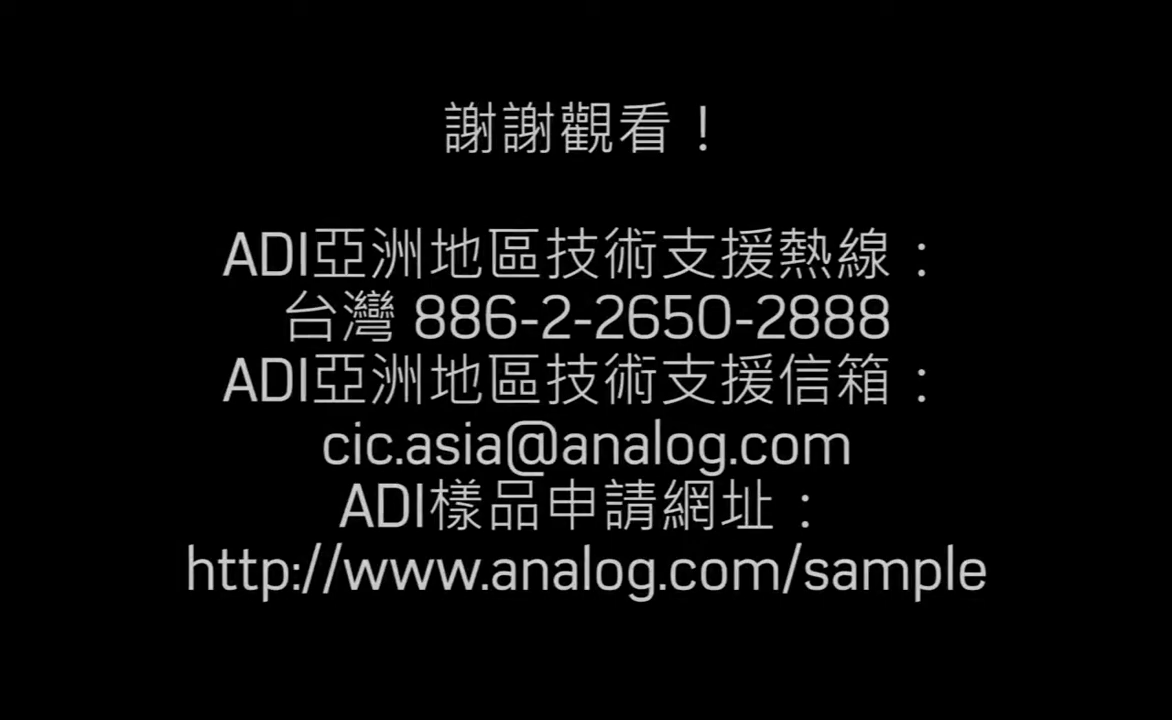 謝謝觀看！
ADI亞洲地區技術支援熱線：
台灣 886-2-2650-2888
ADI亞洲地區技術支援信箱：
cic.asia@analog.com
ADI樣品申請網址：
http://www.analog.com/sample